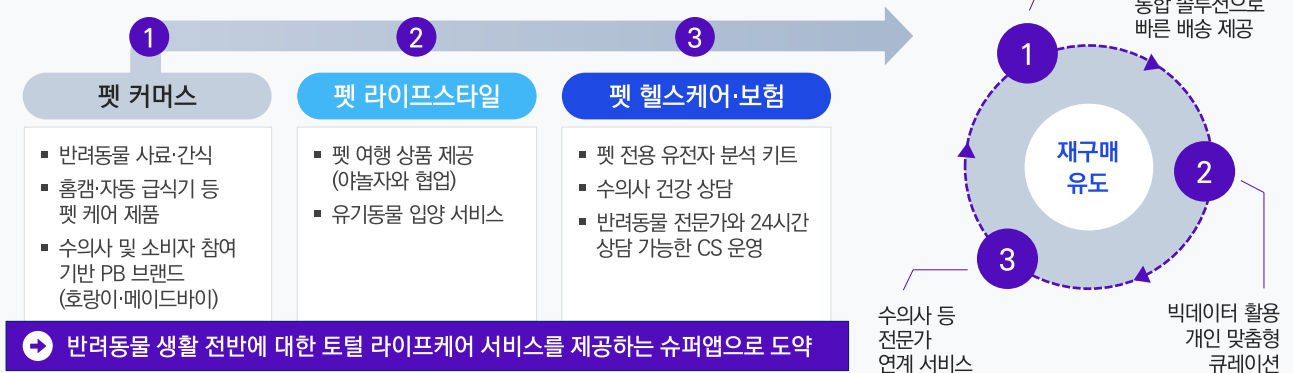 1
펫 커머스
▪ 반려동물 사료·간식
▪ 홈캠·자동 급식기 등
펫 케어 제품
▪ 수의사 및 소비자 참여
기반 PB 브랜드
(호랑이·메이드바이)
2
펫 라이프스타일
▪ 펫 여행 상품 제공
(야놀자와 협업)
▪ 유기동물 입양 서비스
3
펫 헬스케어·보험
▪ 펫 전용 유전자 분석 키트
▪ 수의사 건강 상담
▪ 반려동물 전문가와 24시간
상담 가능한 CS 운영
반려동물 생활 전반에 대한 토털 라이프케어 서비스를 제공하는 슈퍼앱으로 도약
재구매
유도
1
통합 솔루션으로
빠른 배송 제공
2
빅데이터 활용
개인 맞춤형
큐레이션
3
수의사 등
전문가
연계 서비스